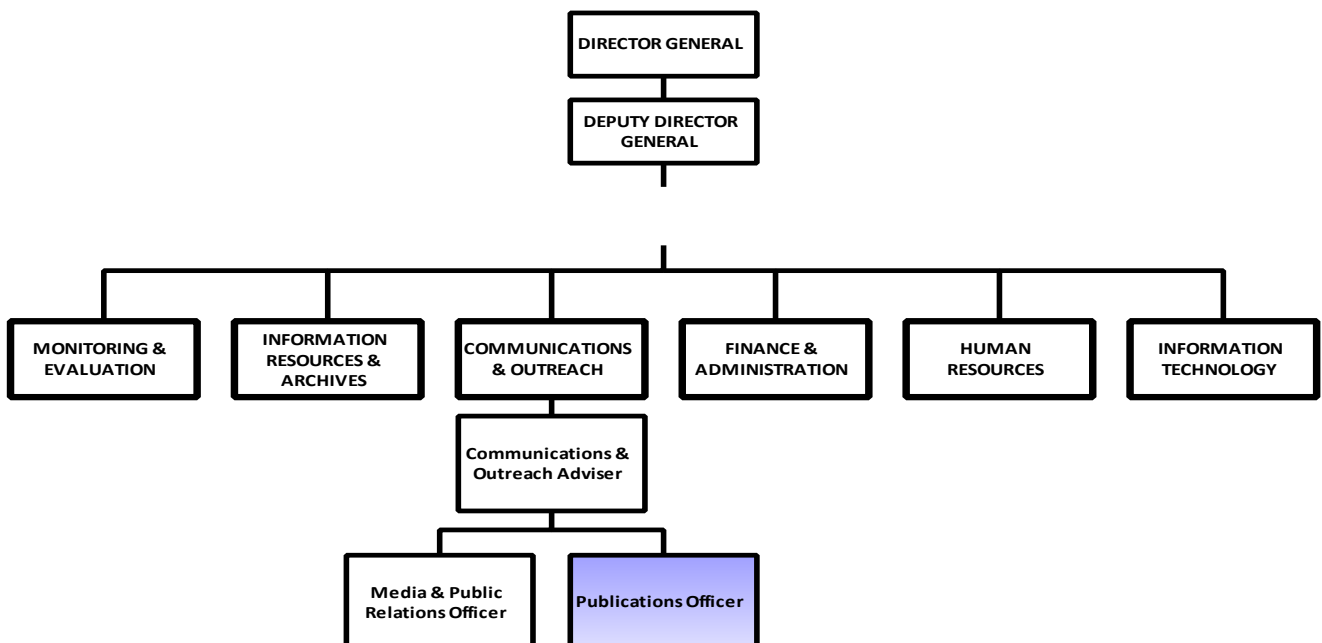 DIRECTOR GENERAL
DEPUTY DIRECTOR
GENERAL
MONITORING &
EVALUATION
INFORMATION
RESOURCES &
ARCHIVES
COMMUNICATIONS
& OUTREACH
FINANCE &
ADMINISTRATION
HUMAN
RESOURCES
INFORMATION
TECHNOLOGY
Communications &
Outreach Adviser
Media & Public
Relations Officer
Publications Officer